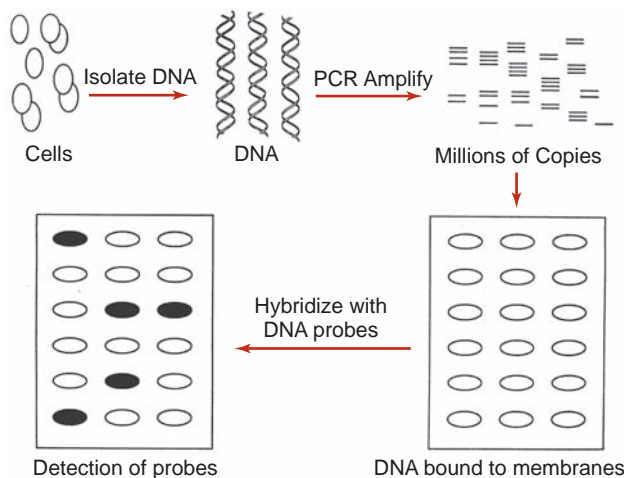 Isolate DNA
PCR Amplify
Cells
DNA
Millions of Copies
Hybridize with
DNA probes
Detection of probes
DNA bound to membranes